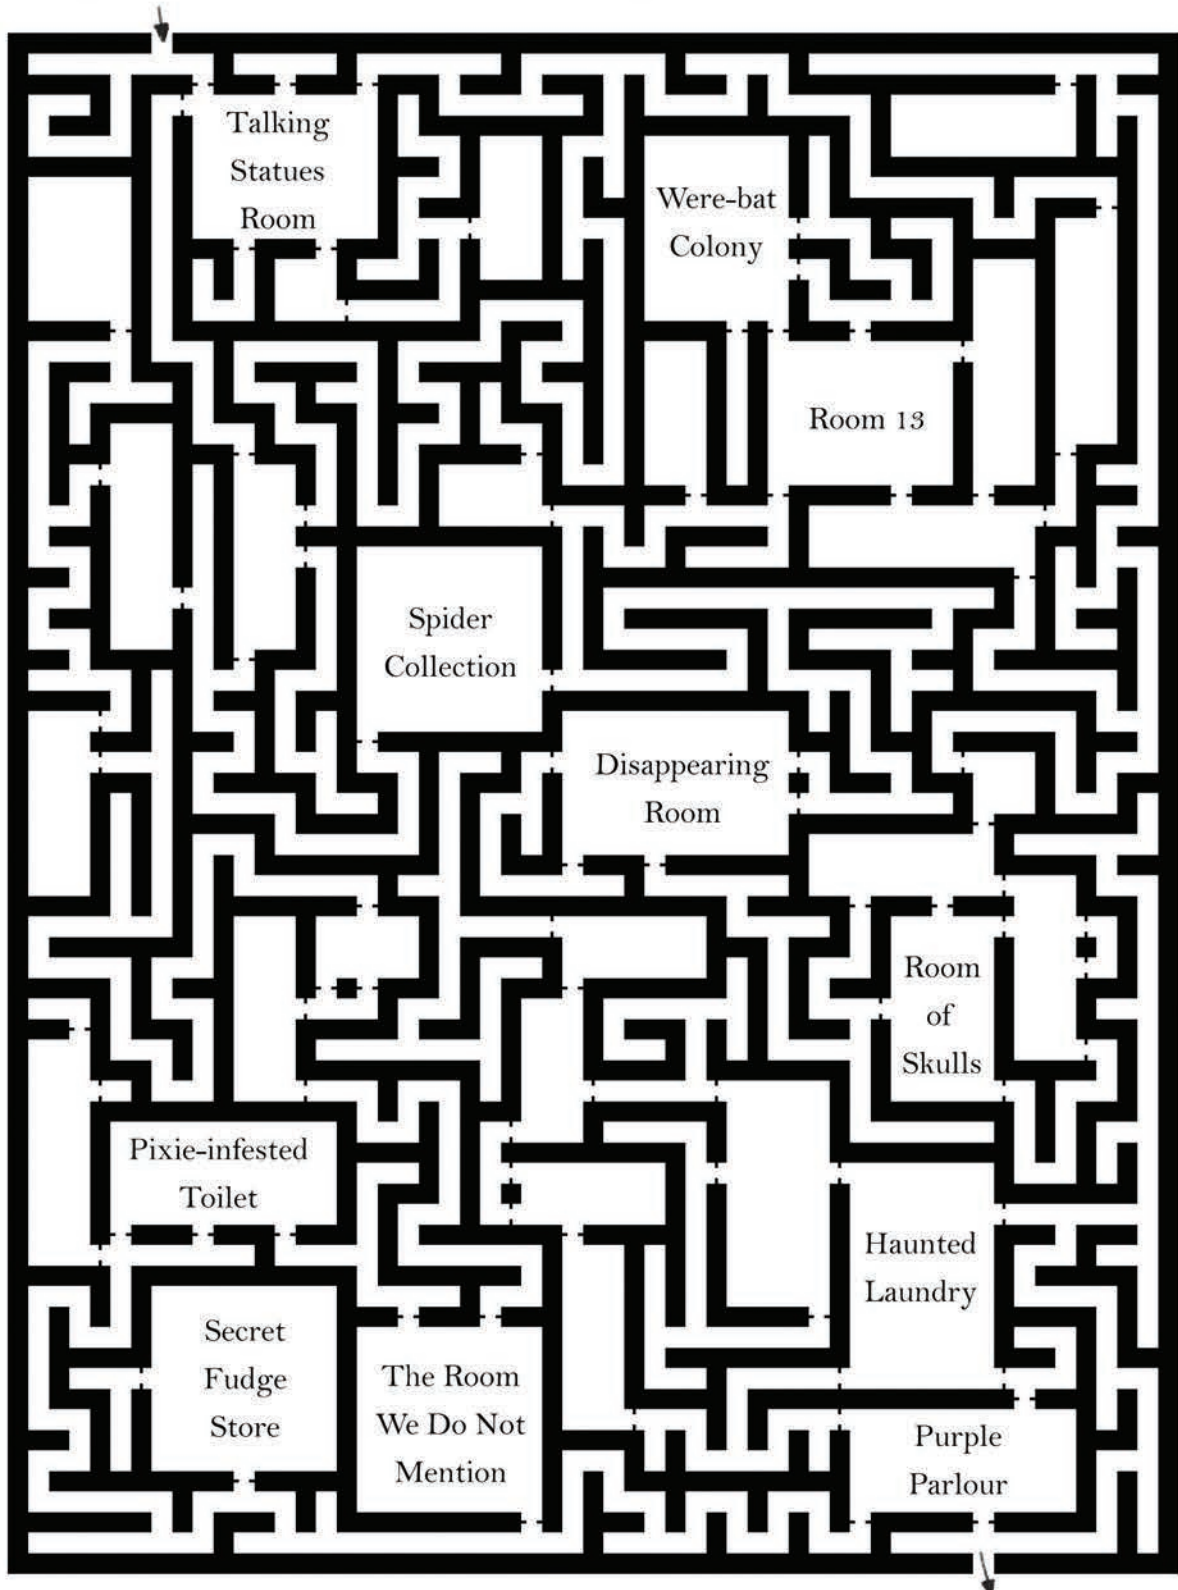 Talking
Statues
Room
Were-bat
Colony
Room 13
Spider
Collection
Disappearing
Room
Room
of
Skulls
Pixie-infested
Toilet
Haunted
Laundry
Secret
Fudge
Store
The Room
We Do Not
Mention
Purple
Parlour